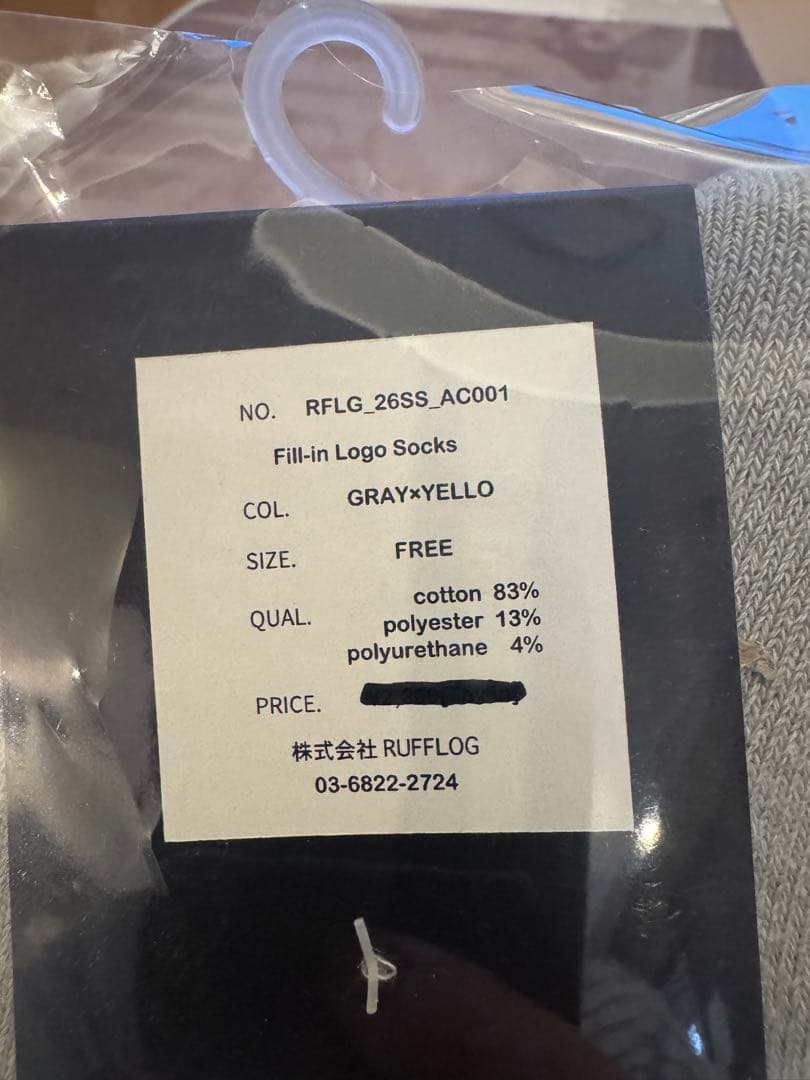 NO. RFLG_26SS_AC001
Fill-in Logo Socks
COL. GRAY×YELLO
SIZE. FREE
QUAL. cotton 83%
polyester 13%
polyurethane 4%
PRICE.
株式会社 RUFFLOG
03-6822-2724